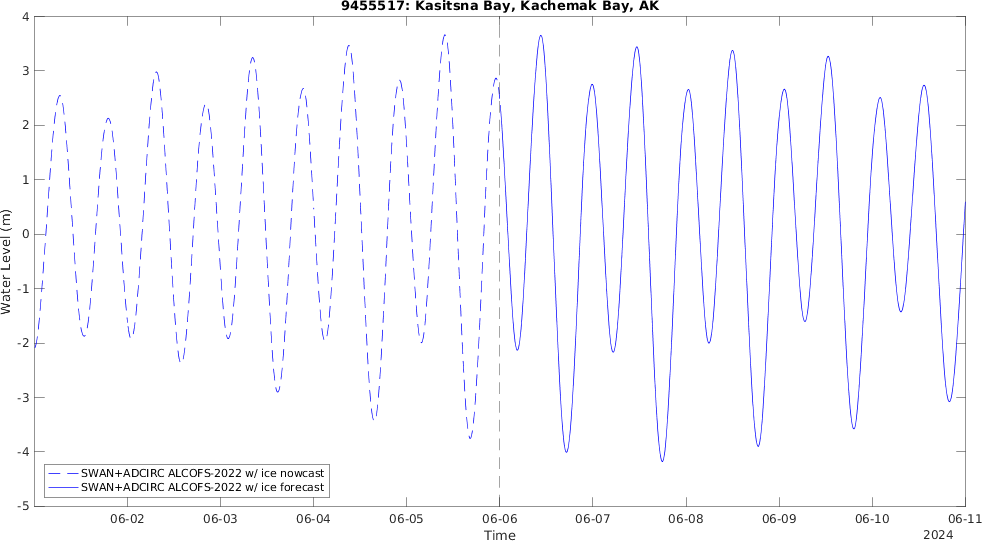 9455517: Kasitsna Bay, Kachemak Bay, AK
4
3
2
1
0
-1
-2
-3
-4
-5
Water Level (m)
SWAN+ADCIRC ALCOFS-2022 w/ ice nowcast
SWAN+ADCIRC ALCOFS-2022 w/ ice forecast
06-02 06-03 06-04 06-05 06-06 06-07 06-08 06-09 06-10 06-11
Time
2024